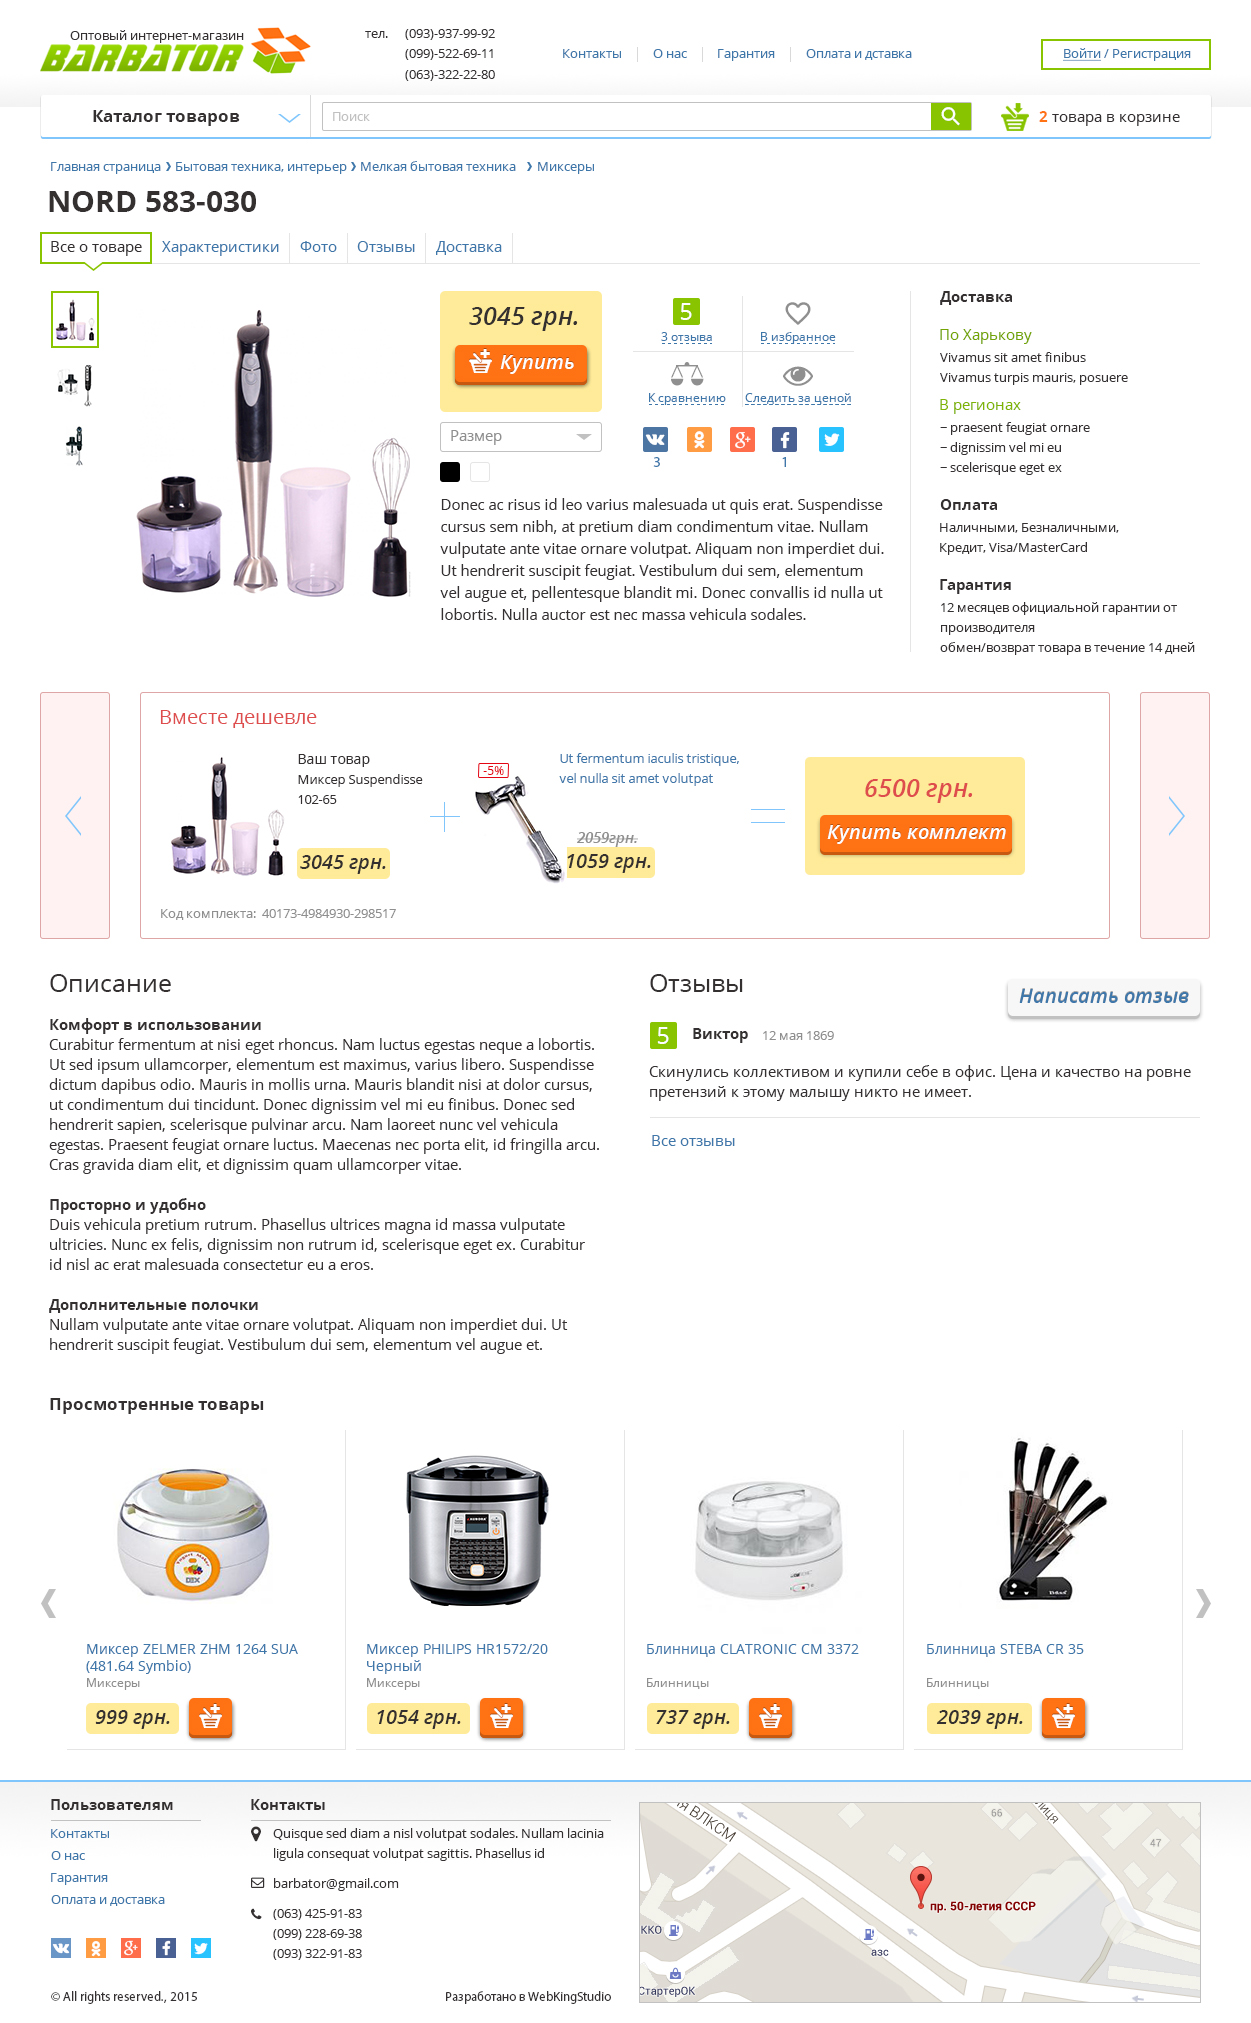 Оптовый интернет-магазин
BARBATOR
тел. (093)-937-99-92
(099)-522-69-11
(063)-322-22-80
Контакты
О нас
Гарантия
Оплата и дставка
Войти / Регистрация
Каталог товаров
Поиск
2 товара в корзине
Главная страница ❯ Бытовая техника, интерьер ❯ Мелкая бытовая техника ❯ Миксеры
NORD 583-030
Все о товаре
Характеристики
Фото
Отзывы
Доставка
3045 грн.
Купить
Размер
5
3 отзыва
В избранное
К сравнению
Следить за ценой
3
1
Donec ac risus id leo varius malesuada ut quis erat. Suspendisse
cursus sem nibh, at pretium diam condimentum vitae. Nullam
vulputate ante vitae ornare volutpat. Aliquam non imperdiet dui.
Ut hendrerit suscipit feugiat. Vestibulum dui sem, elementum
vel augue et, pellentesque blandit mi. Donec convallis id nulla ut
lobortis. Nulla auctor est nec massa vehicula sodales.
Доставка
По Харькову
Vivamus sit amet finibus
Vivamus turpis mauris, posuere
В регионах
– praesent feugiat ornare
– dignissim vel mi eu
– scelerisque eget ex
Оплата
Наличными, Безналичными,
Кредит, Visa/MasterCard
Гарантия
12 месяцев официальной гарантии от
производителя
обмен/возврат товара в течение 14 дней
Вместе дешевле
Ваш товар
Миксер Suspendisse
102-65
3045 грн.
-5%
Ut fermentum iaculis tristique,
vel nulla sit amet volutpat
2059грн.
1059 грн.
6500 грн.
Купить комплект
Код комплекта: 40173-4984930-298517
Описание
Комфорт в использовании
Curabitur fermentum at nisi eget rhoncus. Nam luctus egestas neque a lobortis.
Ut sed ipsum ullamcorper, elementum est maximus, varius libero. Suspendisse
dictum dapibus odio. Mauris in mollis urna. Mauris blandit nisi at dolor cursus,
ut condimentum dui tincidunt. Donec dignissim vel mi eu finibus. Donec sed
hendrerit sapien, scelerisque pulvinar arcu. Nam laoreet nunc vel vehicula
egestas. Praesent feugiat ornare luctus. Maecenas nec porta elit, id fringilla arcu.
Cras gravida diam elit, et dignissim quam ullamcorper vitae.
Просторно и удобно
Duis vehicula pretium rutrum. Phasellus ultrices magna id massa vulputate
ultricies. Nunc ex felis, dignissim non rutrum id, scelerisque eget ex. Curabitur
id nisl ac erat malesuada consectetur eu a eros.
Дополнительные полочки
Nullam vulputate ante vitae ornare volutpat. Aliquam non imperdiet dui. Ut
hendrerit suscipit feugiat. Vestibulum dui sem, elementum vel augue et.
Отзывы
Написать отзыв
5 Виктор 12 мая 1869
Скинулись коллективом и купили себе в офис. Цена и качество на ровне
претензий к этому малышу никто не имеет.
Все отзывы
Просмотренные товары
Миксер ZELMER ZHM 1264 SUA
(481.64 Symbio)
Миксеры
999 грн.
Миксер PHILIPS HR1572/20
Черный
Миксеры
1054 грн.
Блинница CLATRONIC CM 3372
Блинницы
737 грн.
Блинница STEBA CR 35
Блинницы
2039 грн.
Пользователям
Контакты
О нас
Гарантия
Оплата и доставка
© All rights reserved., 2015
Контакты
Quisque sed diam a nisl volutpat sodales. Nullam lacinia
ligula consequat volutpat sagittis. Phasellus id
barbator@gmail.com
(063) 425-91-83
(099) 228-69-38
(093) 322-91-83
Разработано в WebKingStudio
ия ВЛКСМ
66
лица
47
пр. 50-летия СССР
ККО
азс
СтартерОК